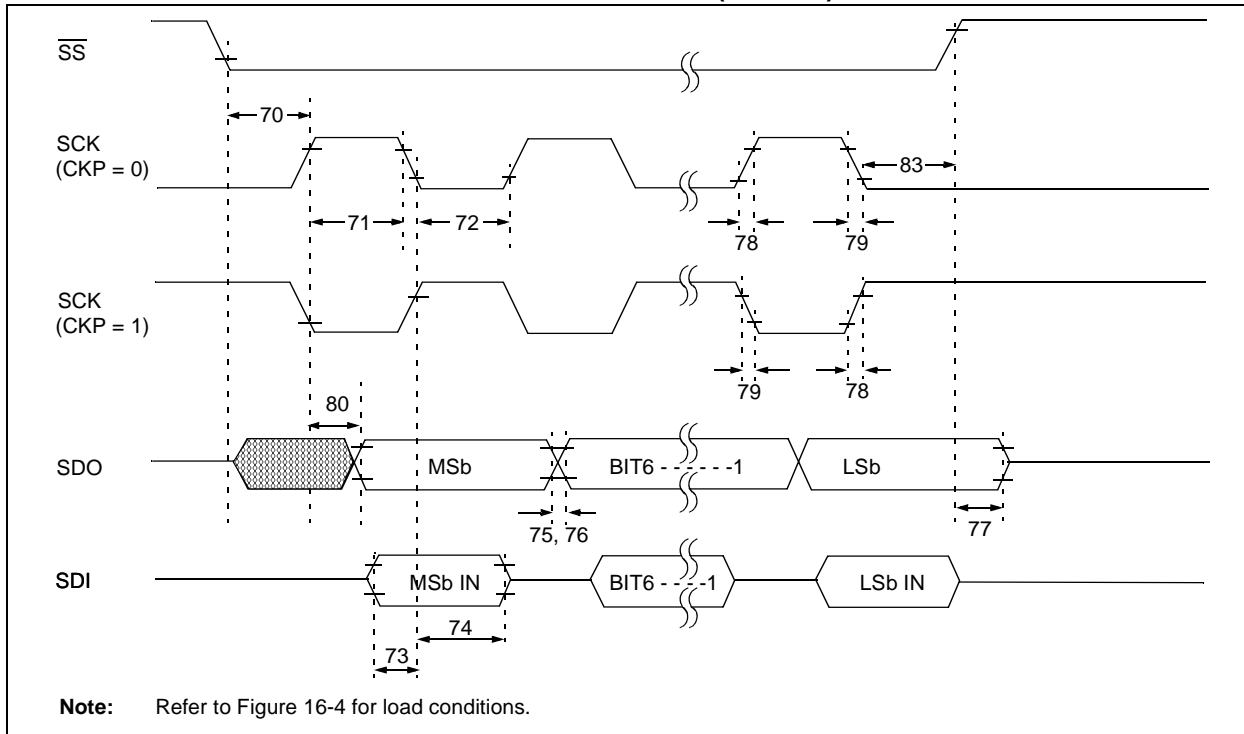 SS
70
SCK
(CKP = 0)
83
71
72
78
79
SCK
(CKP = 1)
79
78
80
SDO
MSb
BIT6 - - - - - -1
LSb
75, 76
77
SDI
MSb IN
BIT6 - - - - -1
LSb IN
74
73
Note: Refer to Figure 16-4 for load conditions.